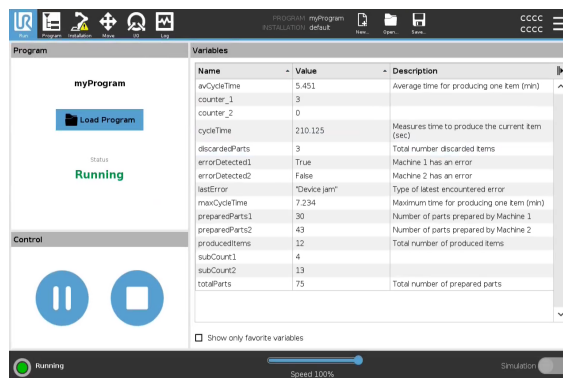 UR
Run
Program
Installation
Move
I/O
Log
PROGRAM myProgram
INSTALLATION default
New...
Open...
Save...
cccc
cccc
Program
myProgram
Load Program
Status
Running
Control
Variables
Name Value Description
avCycleTime 5.451 Average time for producing one item (min)
counter_1 3
counter_2 0
cycleTime 210.125 Measures time to produce the current item
(sec)
discardedParts 3 Total number discarded items
errorDetected1 True Machine 1 has an error
errorDetected2 False Machine 2 has an error
lastError "Device jam" Type of latest encountered error
maxCycleTime 7.234 Maximum time for producing one item (min)
preparedParts1 30 Number of parts prepared by Machine 1
preparedParts2 43 Number of parts prepared by Machine 2
producedItems 12 Total number of produced items
subCount1 4
subCount2 13
totalParts 75 Total number of prepared parts
Show only favorite variables
Running
Speed 100%
Simulation